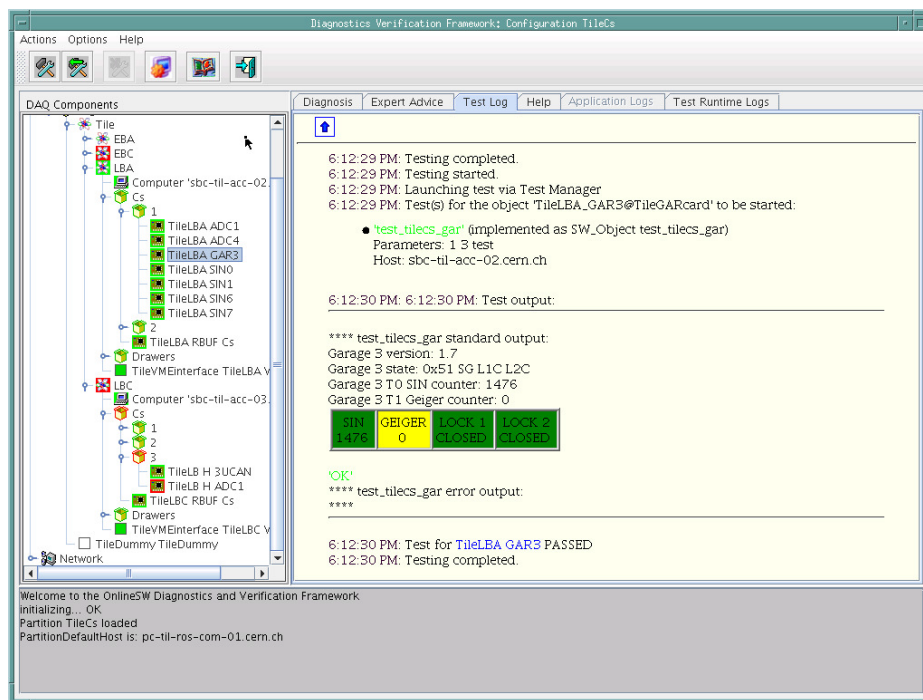 Diagnostics Verification Framework: Configuration TileCs
Actions Options Help
DAQ Components
Tile
EBA
EBC
LBA
Computer 'sbc-til-acc-02.
Cs
1
TileLBA ADC1
TileLBA ADC4
TileLBA GAR3
TileLBA SIN0
TileLBA SIN1
TileLBA SIN6
TileLBA SIN7
2
TileLBA RBUF Cs
Drawers
TileVMEinterface TileLBA V
LBC
Computer 'sbc-til-acc-03.
Cs
1
2
3
TileLB H 3UCAN
TileLB H ADC1
TileLBC RBUF Cs
Drawers
TileVMEinterface TileLBC V
TileDummy TileDummy
Network
Diagnosis Expert Advice Test Log Help Application Logs Test Runtime Logs
6:12:29 PM: Testing completed.
6:12:29 PM: Testing started.
6:12:29 PM: Launching test via Test Manager
6:12:29 PM: Test(s) for the object 'TileLBA_GAR3@TileGARcard' to be started:
● 'test_tilecs_gar' (implemented as SW_Object test_tilecs_gar)
Parameters: 1 3 test
Host: sbc-til-acc-02.cern.ch
6:12:30 PM: 6:12:30 PM: Test output:
**** test_tilecs_gar standard output:
Garage 3 version: 1.7
Garage 3 state: 0x51 SG L1C L2C
Garage 3 T0 SIN counter: 1476
Garage 3 T1 Geiger counter: 0
SIN GEIGER LOCK 1 LOCK 2
1476 0 CLOSED CLOSED
'OK'
**** test_tilecs_gar error output:
****
6:12:30 PM: Test for TileLBA GAR3 PASSED
6:12:30 PM: Testing completed.
Welcome to the OnlineSW Diagnostics and Verification Framework
initializing... OK
Partition TileCs loaded
PartitionDefaultHost is: pc-til-ros-com-01.cern.ch